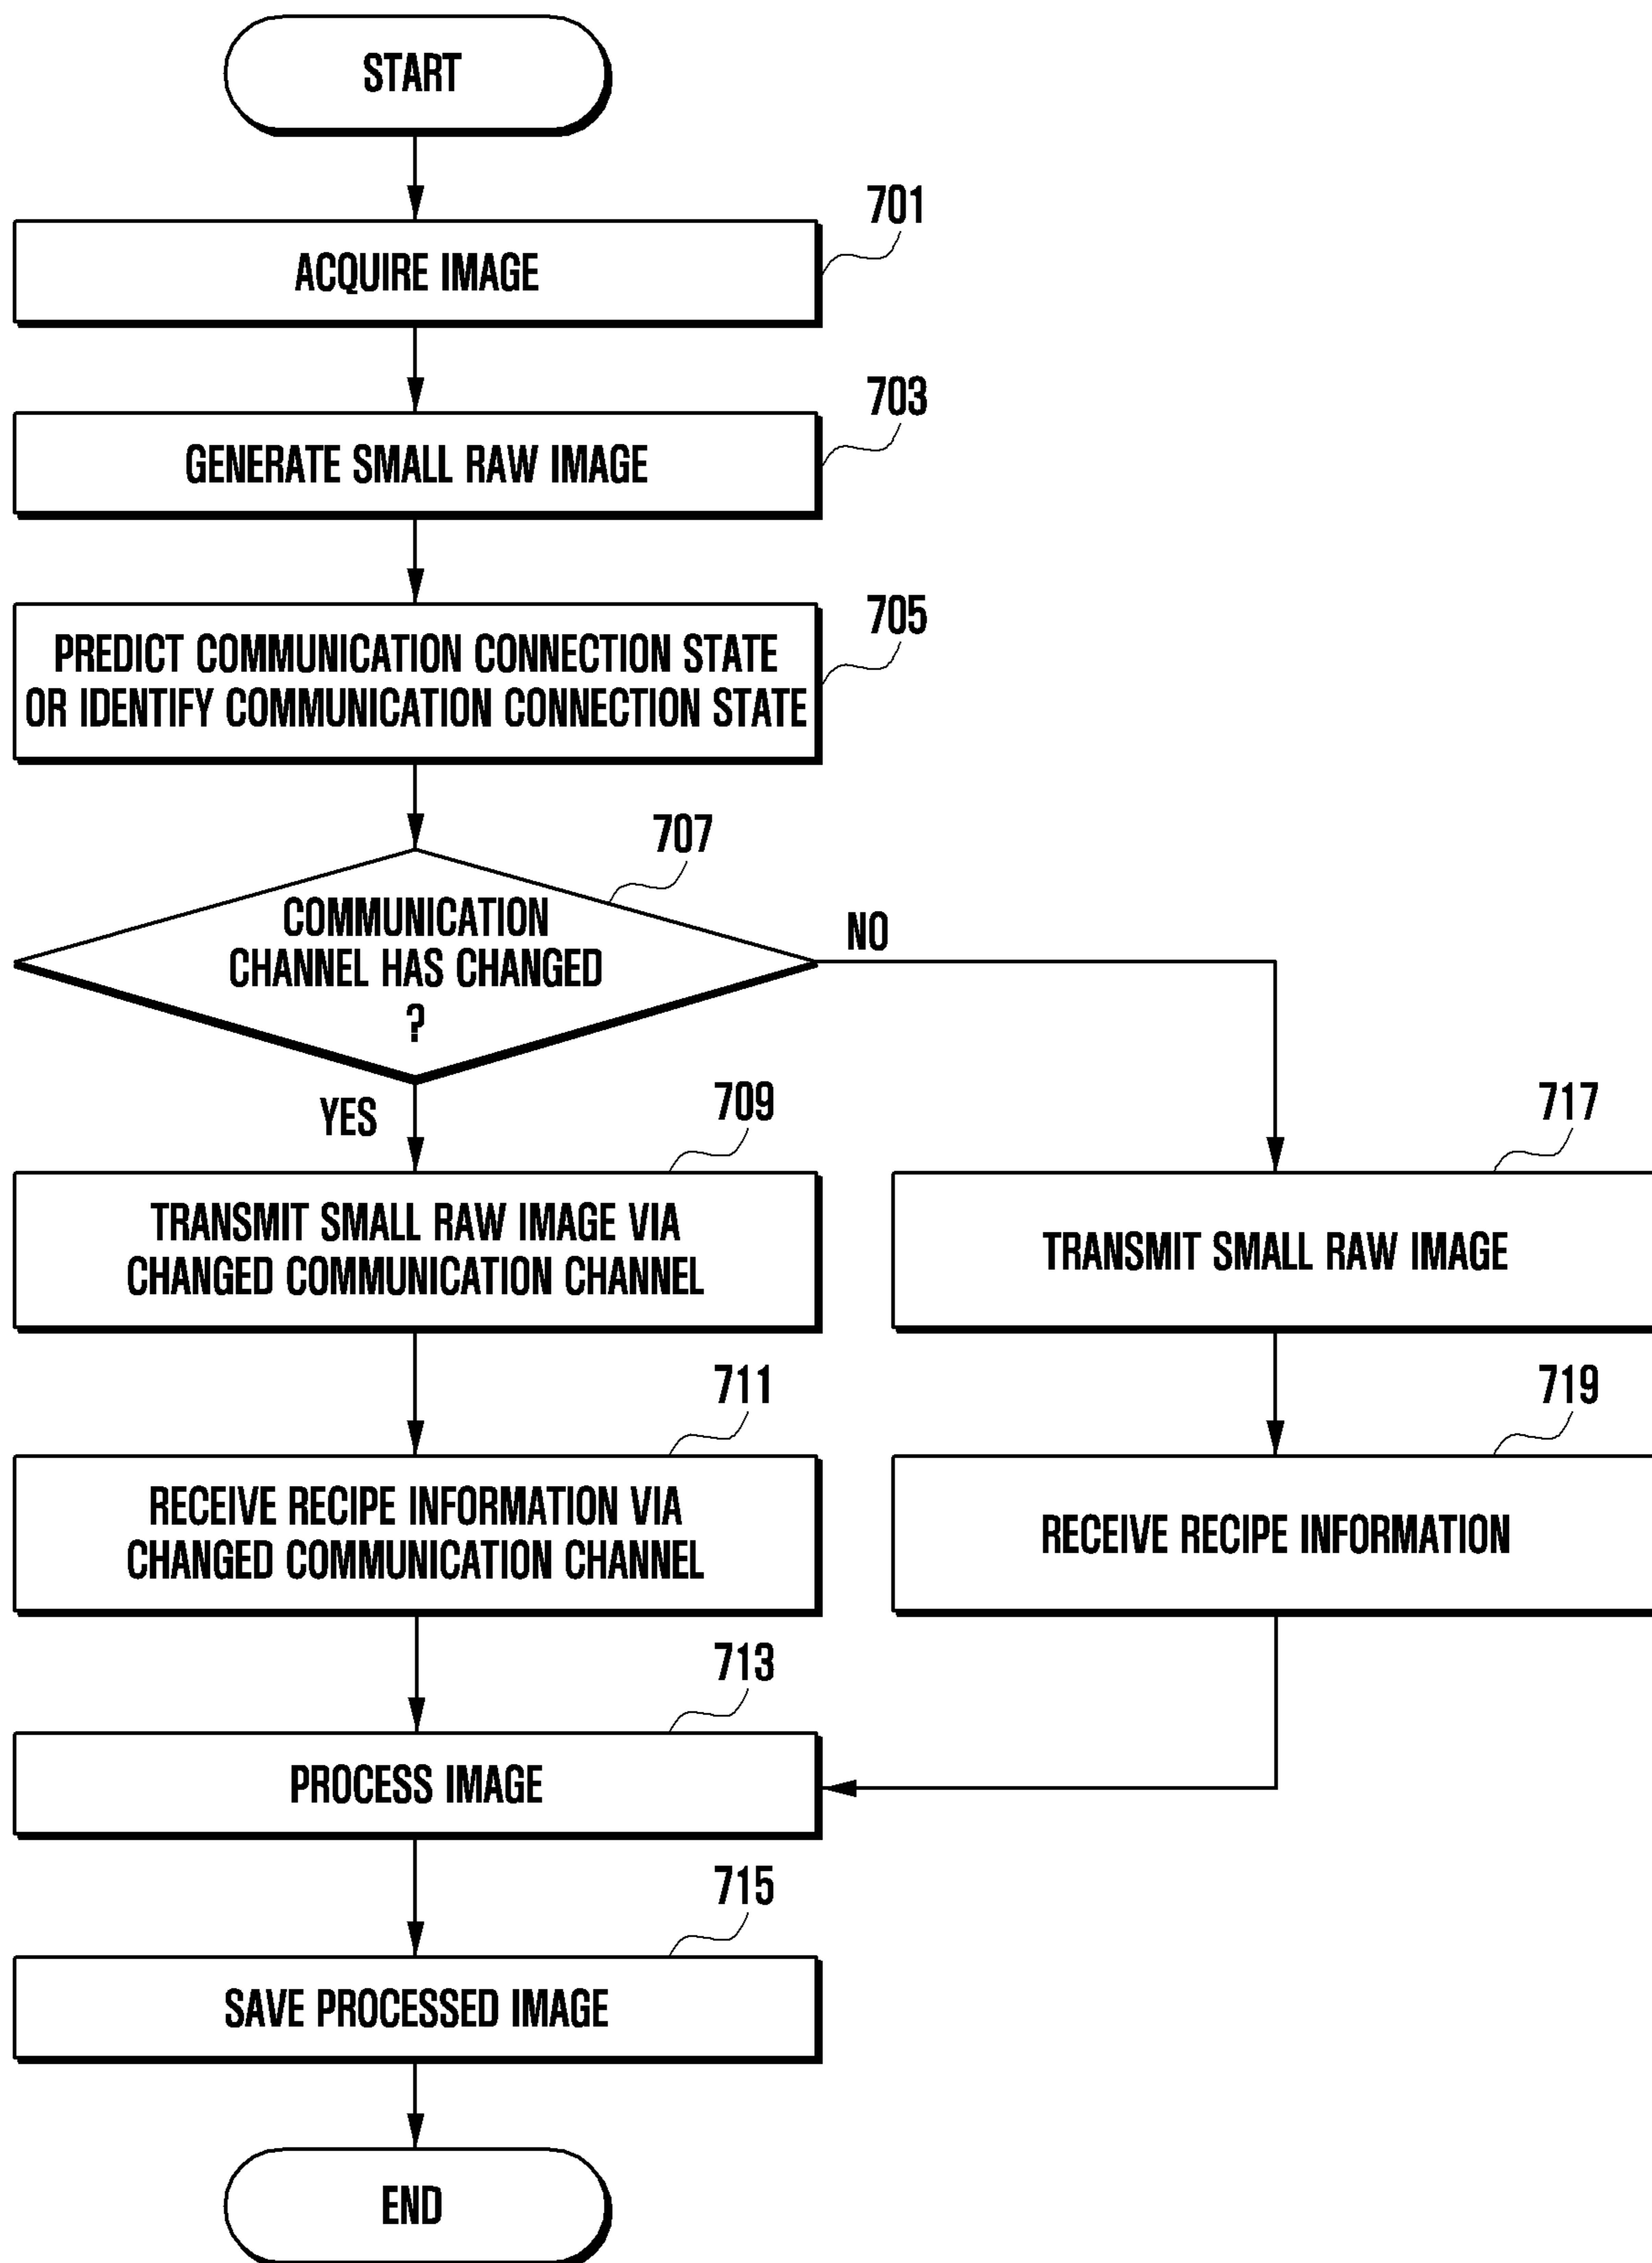 START
701
ACQUIRE IMAGE
703
GENERATE SMALL RAW IMAGE
705
PREDICT COMMUNICATION CONNECTION STATE
OR IDENTIFY COMMUNICATION CONNECTION STATE
707
COMMUNICATION
CHANNEL HAS CHANGED
?
NO
YES
709
TRANSMIT SMALL RAW IMAGE VIA
CHANGED COMMUNICATION CHANNEL
717
TRANSMIT SMALL RAW IMAGE
711
RECEIVE RECIPE INFORMATION VIA
CHANGED COMMUNICATION CHANNEL
719
RECEIVE RECIPE INFORMATION
713
PROCESS IMAGE
715
SAVE PROCESSED IMAGE
END